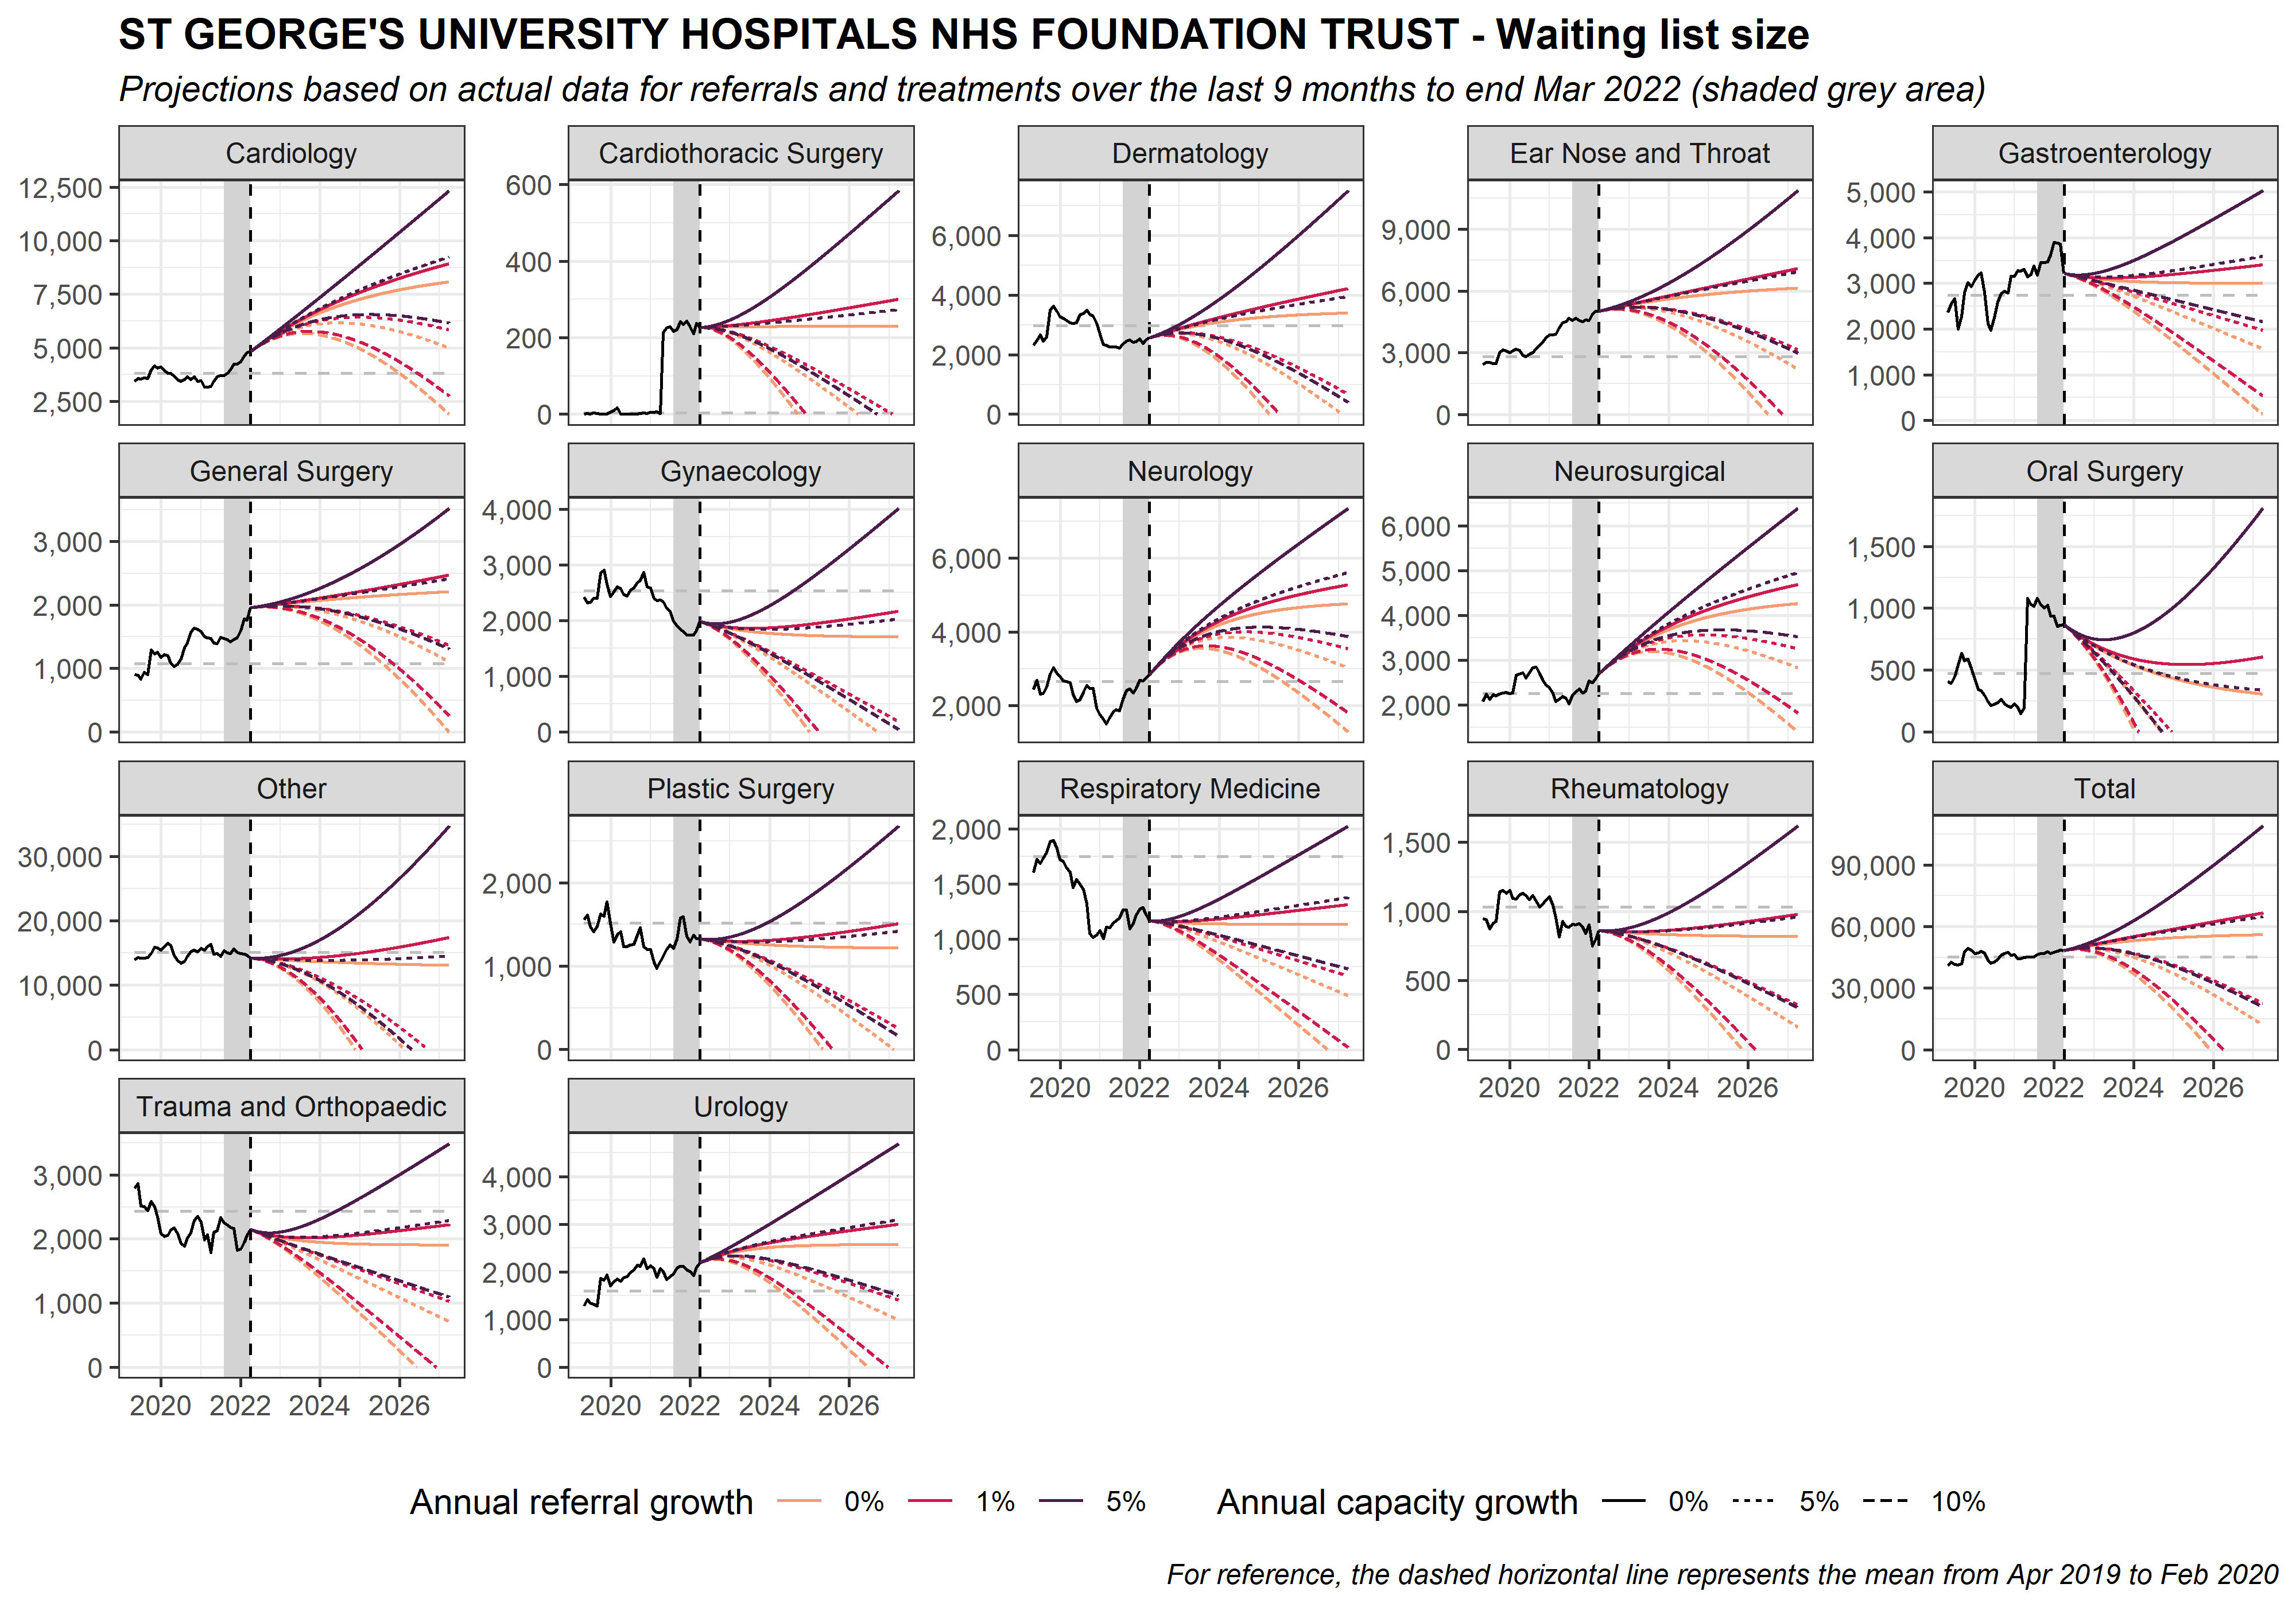 ST GEORGE'S UNIVERSITY HOSPITALS NHS FOUNDATION TRUST - Waiting list size
Projections based on actual data for referrals and treatments over the last 9 months to end Mar 2022 (shaded grey area)
Cardiology
12,500
10,000
7,500
5,000
2,500
Cardiothoracic Surgery
600
400
200
0
Dermatology
6,000
4,000
2,000
0
Ear Nose and Throat
9,000
6,000
3,000
0
Gastroenterology
5,000
4,000
3,000
2,000
1,000
0
General Surgery
3,000
2,000
1,000
0
Gynaecology
4,000
3,000
2,000
1,000
0
Neurology
6,000
4,000
2,000
Neurosurgical
6,000
5,000
4,000
3,000
2,000
Oral Surgery
1,500
1,000
500
0
Other
30,000
20,000
10,000
0
Plastic Surgery
2,000
1,000
0
Respiratory Medicine
2,000
1,500
1,000
500
0
2020 2022 2024 2026
Rheumatology
1,500
1,000
500
0
2020 2022 2024 2026
Total
90,000
60,000
30,000
0
2020 2022 2024 2026
Trauma and Orthopaedic
3,000
2,000
1,000
0
2020 2022 2024 2026
Urology
4,000
3,000
2,000
1,000
0
2020 2022 2024 2026
Annual referral growth 0% 1% 5% Annual capacity growth 0% 5% 10%
For reference, the dashed horizontal line represents the mean from Apr 2019 to Feb 2020